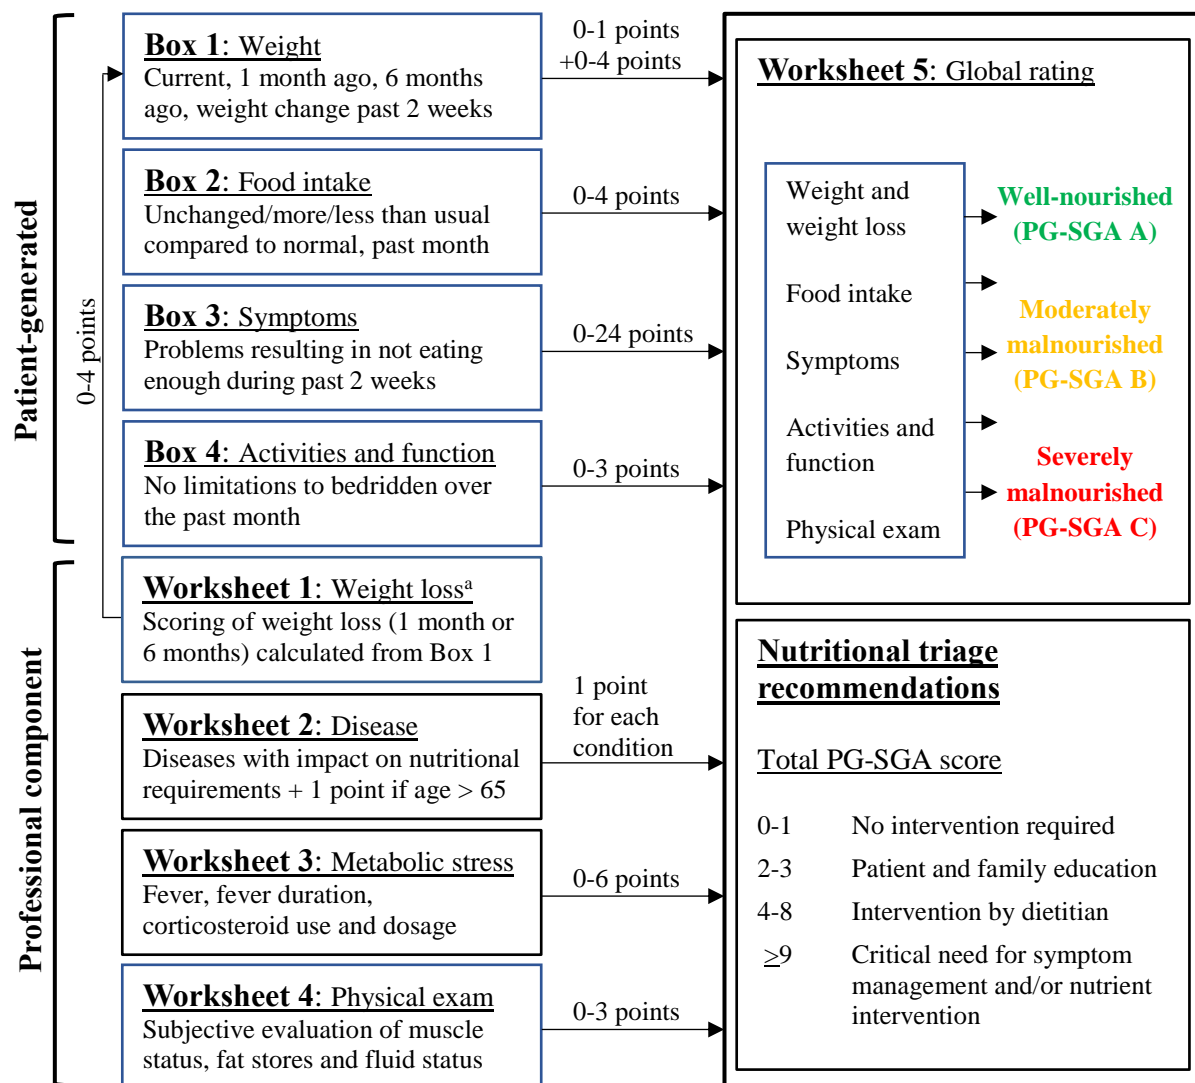 Patient-generated
0-4 points
Box 1: Weight
Current, 1 month ago, 6 months
ago, weight change past 2 weeks
0-1 points
+0-4 points
Box 2: Food intake
Unchanged/more/less than usual
compared to normal, past month
0-4 points
Box 3: Symptoms
Problems resulting in not eating
enough during past 2 weeks
0-24 points
Box 4: Activities and function
No limitations to bedridden over
the past month
0-3 points
Professional component
Worksheet 1: Weight lossᵃ
Scoring of weight loss (1 month or
6 months) calculated from Box 1
Worksheet 2: Disease
Diseases with impact on nutritional
requirements + 1 point if age > 65
1 point
for each
condition
Worksheet 3: Metabolic stress
Fever, fever duration,
corticosteroid use and dosage
0-6 points
Worksheet 4: Physical exam
Subjective evaluation of muscle
status, fat stores and fluid status
0-3 points
Worksheet 5: Global rating
Weight and
weight loss
Food intake
Symptoms
Activities and
function
Physical exam
Well-nourished
(PG-SGA A)
Moderately
malnourished
(PG-SGA B)
Severely
malnourished
(PG-SGA C)
Nutritional triage
recommendations
Total PG-SGA score
0-1 No intervention required
2-3 Patient and family education
4-8 Intervention by dietitian
≥9 Critical need for symptom
management and/or nutrient
intervention